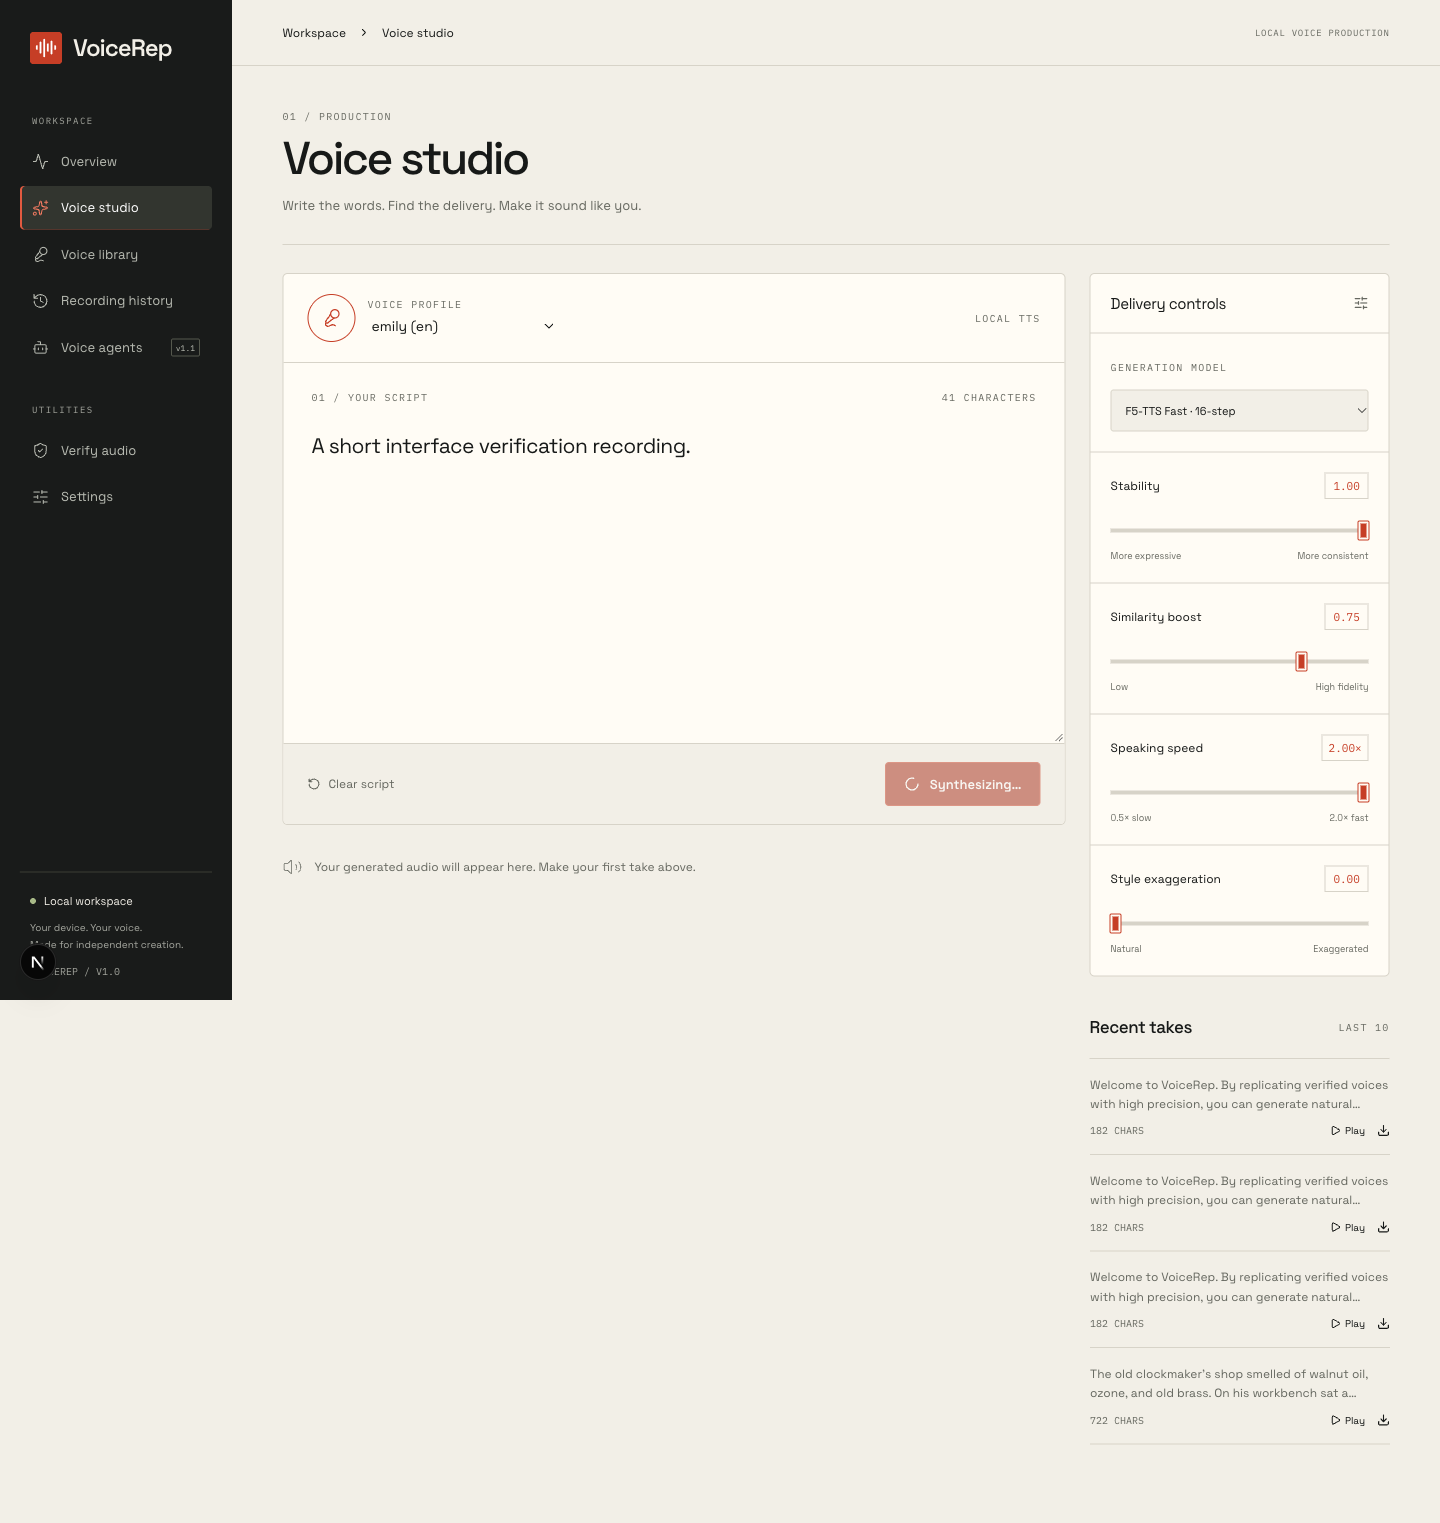 VoiceRep
WORKSPACE
Overview
Voice studio
Voice library
Recording history
Voice agents v1.1
UTILITIES
Verify audio
Settings
Local workspace
Your device. Your voice.
for independent creation.
N
/ V1.0
Workspace > Voice studio
LOCAL VOICE PRODUCTION
01 / PRODUCTION
Voice studio
Write the words. Find the delivery. Make it sound like you.
VOICE PROFILE
emily (en)
LOCAL TTS
01 / YOUR SCRIPT
41 CHARACTERS
A short interface verification recording.
Clear script
Synthesizing...
Your generated audio will appear here. Make your first take above.
Delivery controls
GENERATION MODEL
F5-TTS Fast · 16-step
Stability 1.00
More expressive More consistent
Similarity boost 0.75
Low High fidelity
Speaking speed 2.00×
0.5× slow 2.0× fast
Style exaggeration 0.00
Natural Exaggerated
Recent takes LAST 10
Welcome to VoiceRep. By replicating verified voices
with high precision, you can generate natural...
182 CHARS Play
Welcome to VoiceRep. By replicating verified voices
with high precision, you can generate natural...
182 CHARS Play
Welcome to VoiceRep. By replicating verified voices
with high precision, you can generate natural...
182 CHARS Play
The old clockmaker's shop smelled of walnut oil,
ozone, and old brass. On his workbench sat a...
722 CHARS Play